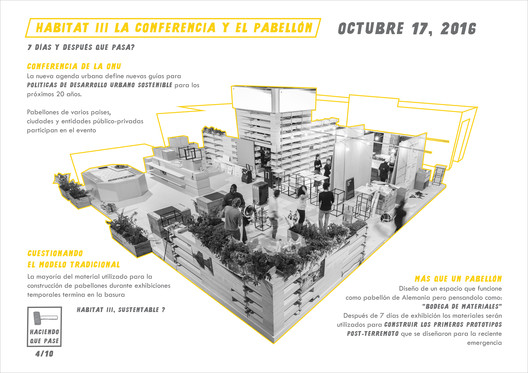 HABITAT III LA CONFERENCIA Y EL PABELLÓN
OCTUBRE 17, 2016
7 DÍAS Y DESPUÉS QUE PASA?
CONFERENCIA DE LA ONU
La nueva agenda urbana define nuevas guías para
POLITICAS DE DESARROLLO URBANO SOSTENIBLE para los
próximos 20 años.
Pabellones de varios países,
ciudades y entidades público-privadas
participan en el evento
CUESTIONANDO
EL MODELO TRADICIONAL
La mayoría del material utilizado para la
construcción de pabellones durante exhibiciones
temporales termina en la basura
HABITAT III, SUSTENTABLE ?
HACIENDO
QUE PASE
4/10
MÁS QUE UN PABELLÓN
Diseño de un espacio que funcione
como pabellón de Alemania pero pensandolo como:
"BODEGA DE MATERIALES"
Después de 7 días de exhibición los materiales serán
utilizados para CONSTRUIR LOS PRIMEROS PROTOTIPOS
POST-TERREMOTO que se diseñaron para la reciente
emergencia